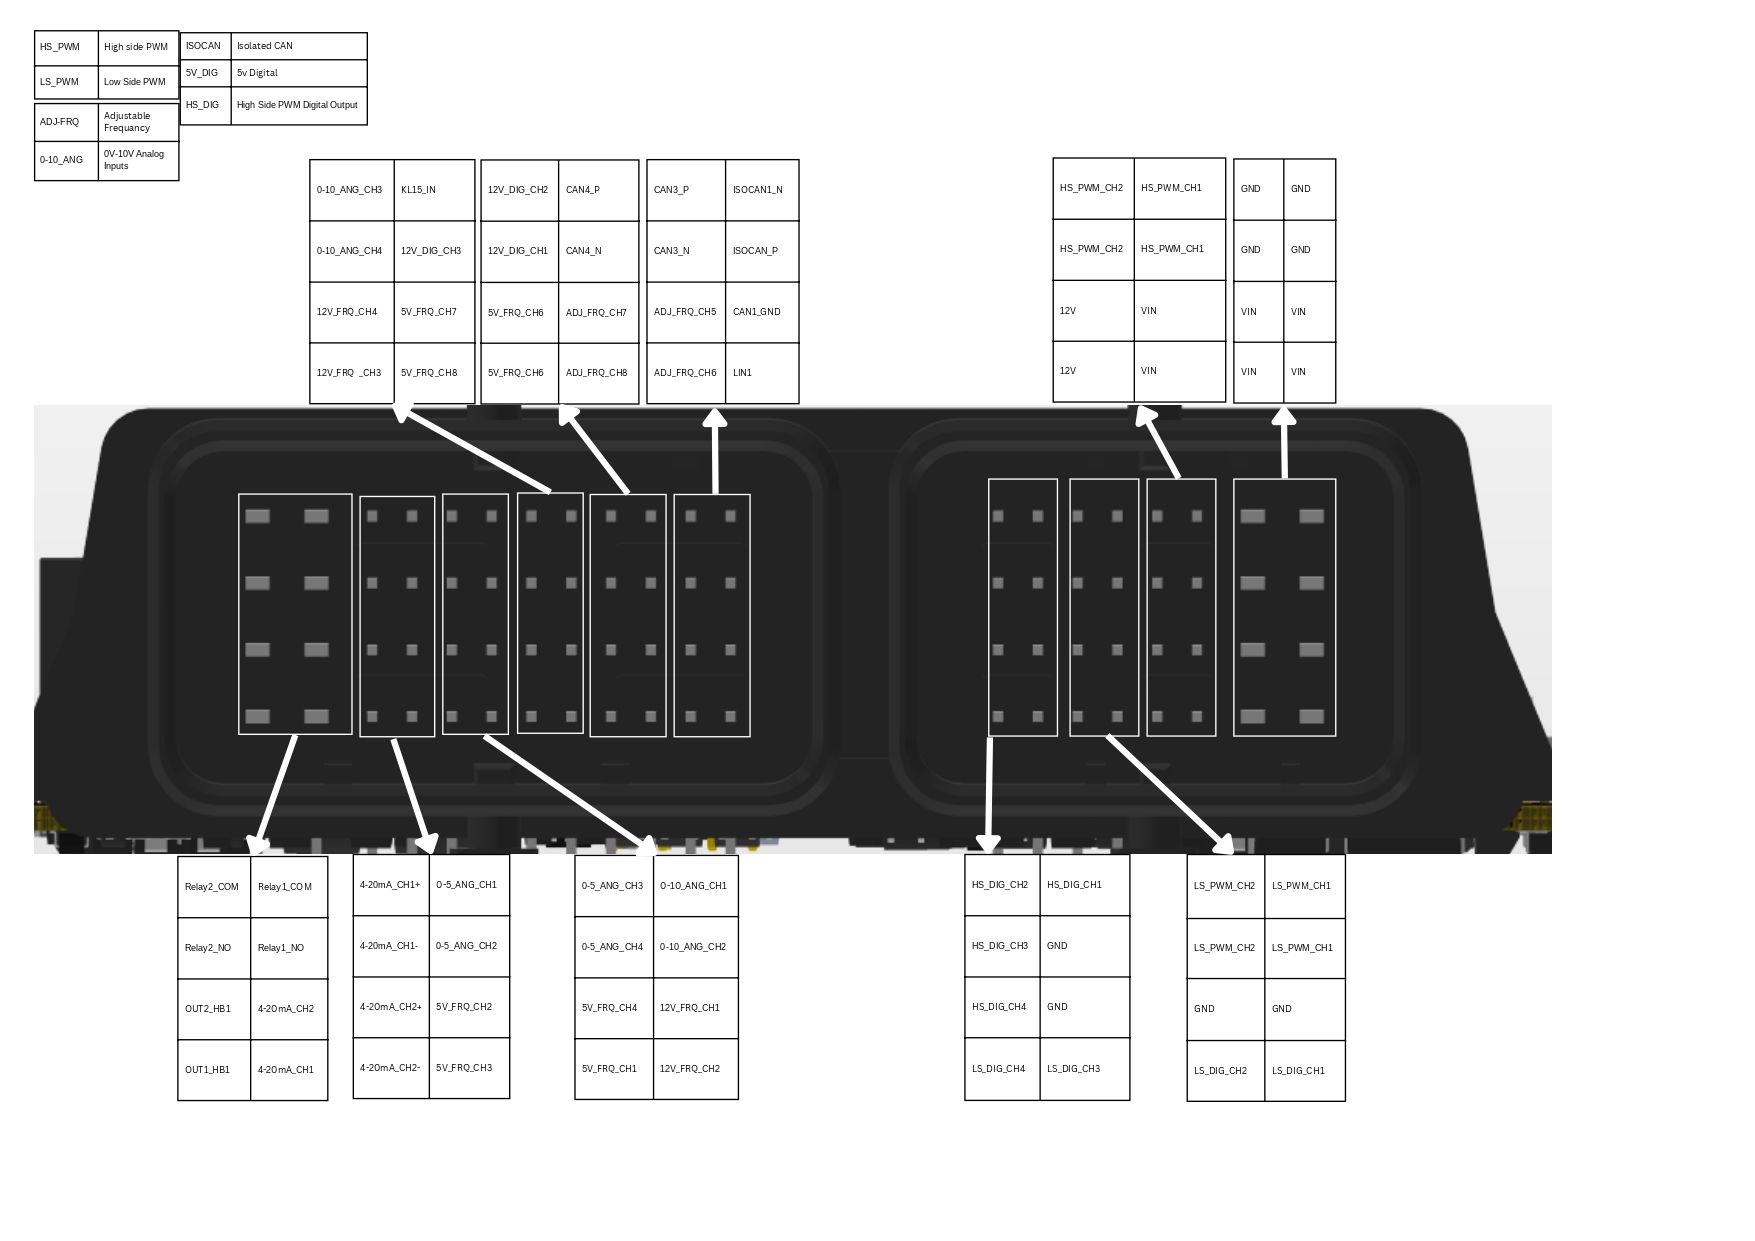 HS_PWM High side PWM
LS_PWM Low Side PWM
ADJ-FRQ Adjustable
Frequancy
0-10_ANG 0V-10V Analog
Inputs
ISOCAN Isolated CAN
5V_DIG 5v Digital
HS_DIG High Side PWM Digital Output
0-10_ANG_CH3 KL15_IN
0-10_ANG_CH4 12V_DIG_CH3
12V_FRQ_CH4 5V_FRQ_CH7
12V_FRQ _CH3 5V_FRQ_CH8
12V_DIG_CH2 CAN4_P
12V_DIG_CH1 CAN4_N
5V_FRQ_CH6 ADJ_FRQ_CH7
5V_FRQ_CH6 ADJ_FRQ_CH8
CAN3_P ISOCAN1_N
CAN3_N ISOCAN_P
ADJ_FRQ_CH5 CAN1_GND
ADJ_FRQ_CH6 LIN1
HS_PWM_CH2 HS_PWM_CH1
HS_PWM_CH2 HS_PWM_CH1
12V VIN
12V VIN
GND GND
GND GND
VIN VIN
VIN VIN
Relay2_COM Relay1_COM
Relay2_NO Relay1_NO
OUT2_HB1 4-20mA_CH2
OUT1_HB1 4-20mA_CH1
4-20mA_CH1+ 0-5_ANG_CH1
4-20mA_CH1- 0-5_ANG_CH2
4-20mA_CH2+ 5V_FRQ_CH2
4-20mA_CH2- 5V_FRQ_CH3
0-5_ANG_CH3 0-10_ANG_CH1
0-5_ANG_CH4 0-10_ANG_CH2
5V_FRQ_CH4 12V_FRQ_CH1
5V_FRQ_CH1 12V_FRQ_CH2
HS_DIG_CH2 HS_DIG_CH1
HS_DIG_CH3 GND
HS_DIG_CH4 GND
LS_DIG_CH4 LS_DIG_CH3
LS_PWM_CH2 LS_PWM_CH1
LS_PWM_CH2 LS_PWM_CH1
GND GND
LS_DIG_CH2 LS_DIG_CH1